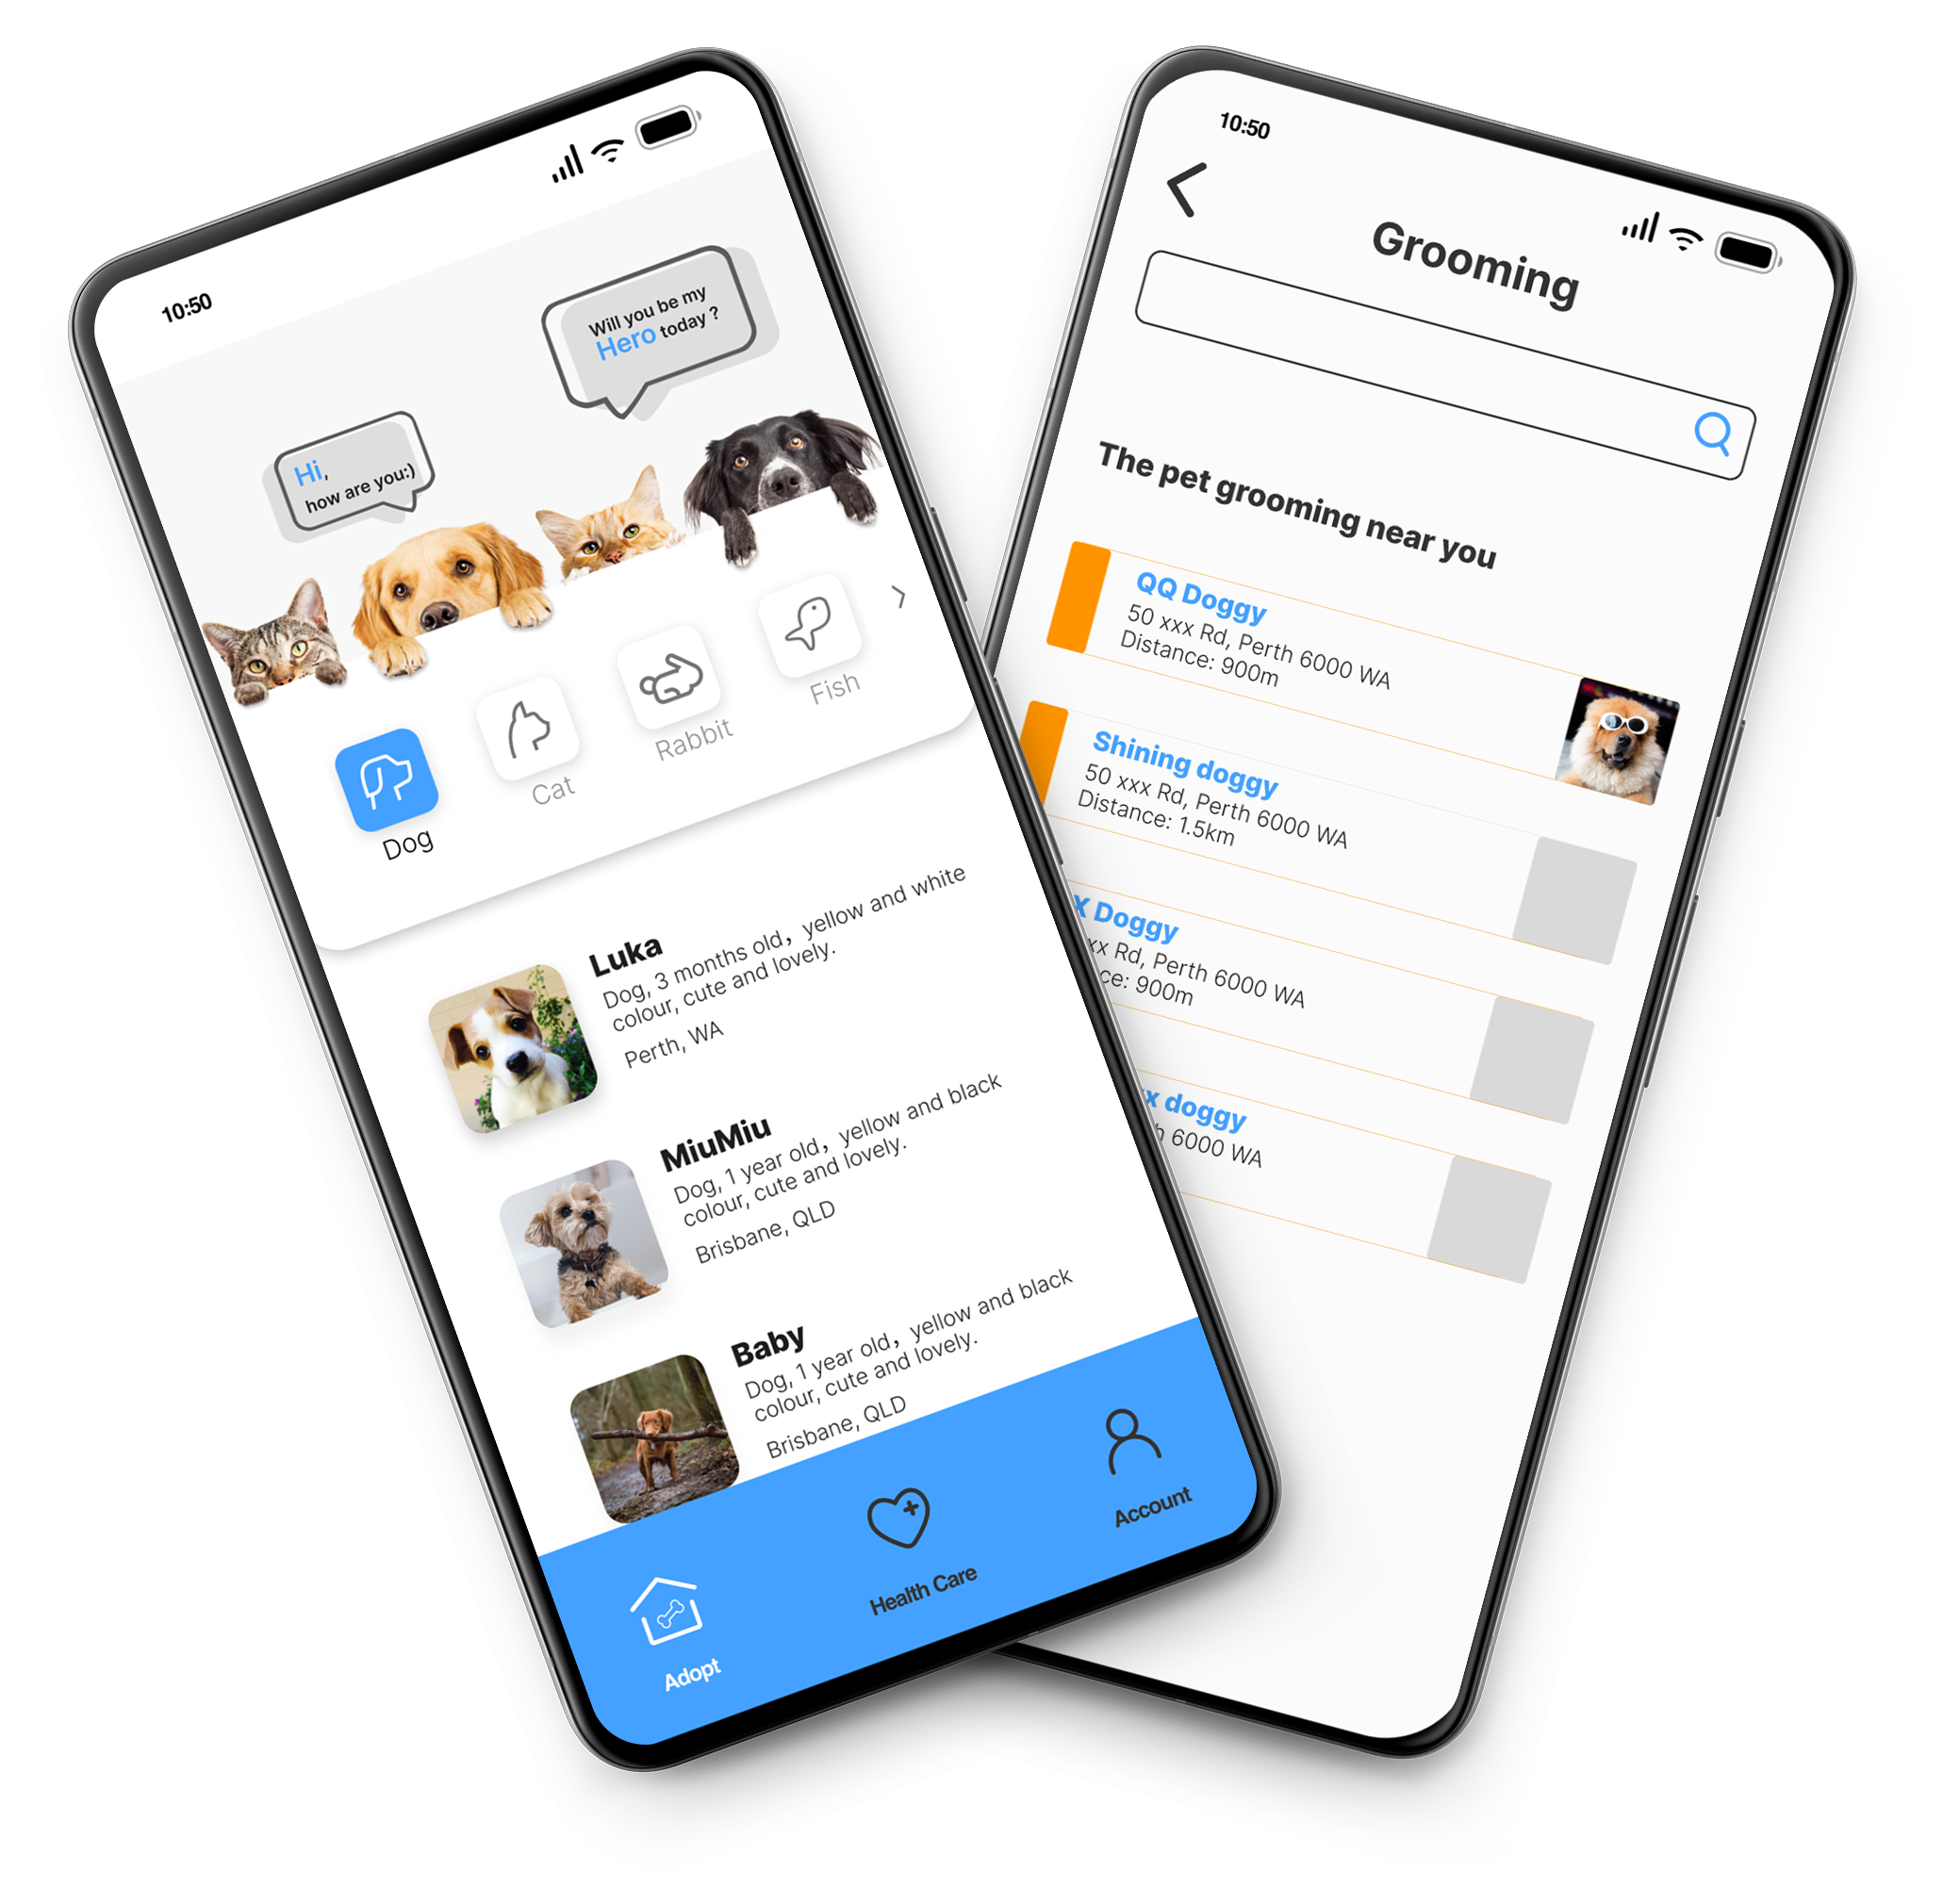 10:50
Will you be my
Hero today ?
Hi,
how are you:)
Dog
Cat
Rabbit
Fish
Luka
Dog, 3 months old, yellow and white
colour, cute and lovely.
Perth, WA
MiuMiu
Dog, 1 year old, yellow and black
colour, cute and lovely.
Brisbane, QLD
Baby
Dog, 1 year old, yellow and black
colour, cute and lovely.
Brisbane, QLD
Adopt
Health Care
Account
10:50
Grooming
The pet grooming near you
QQ Doggy
50 xxx Rd, Perth 6000 WA
Distance: 900m
Shining doggy
50 xxx Rd, Perth 6000 WA
Distance: 1.5km
X Doggy
xx Rd, Perth 6000 WA
ce: 900m
x doggy
h 6000 WA